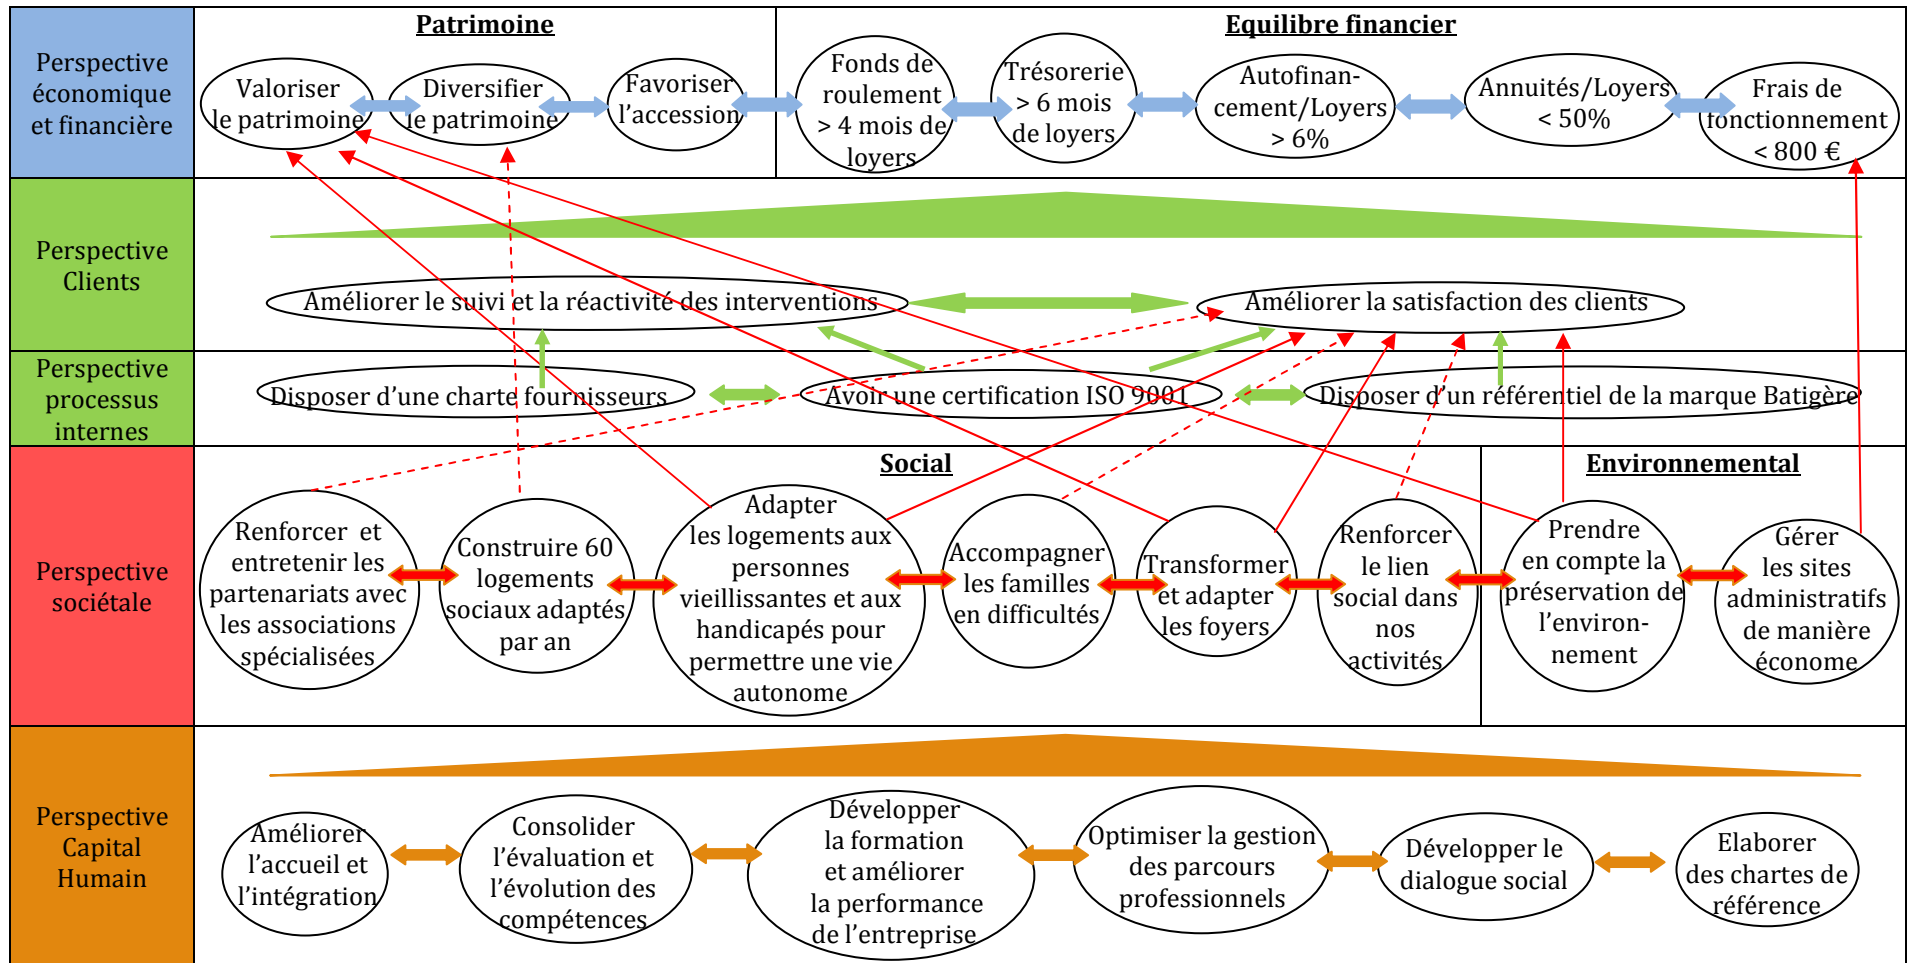 Perspective
économique
et financière
Patrimoine
Valoriser
le patrimoine
Diversifier
le patrimoine
Favoriser
l'accession
Equilibre financier
Fonds de
roulement
> 4 mois de
loyers
Trésorerie
> 6 mois
de loyers
Autofinan-
cement/Loyers
> 6%
Annuités/Loyers
< 50%
Frais de
fonctionnement
< 800 €
Perspective
Clients
Améliorer le suivi et la réactivité des interventions
Améliorer la satisfaction des clients
Perspective
processus
internes
Disposer d'une charte fournisseurs
Avoir une certification ISO 9001
Disposer d'un référentiel de la marque Batigère
Perspective
sociétale
Social
Renforcer et
entretenir les
partenariats avec
les associations
spécialisées
Construire 60
logements
sociaux adaptés
par an
Adapter
les logements aux
personnes
vieillissantes et aux
handicapés pour
permettre une vie
autonome
Accompagner
les familles
en difficultés
Transformer
et adapter
les foyers
Renforcer
le lien
social dans
nos
activités
Environnemental
Prendre
en compte la
préservation de
l'environ-
nement
Gérer
les sites
administratifs
de manière
économe
Perspective
Capital
Humain
Améliorer
l'accueil et
l'intégration
Consolider
l'évaluation et
l'évolution des
compétences
Développer
la formation
et améliorer
la performance
de l'entreprise
Optimiser la gestion
des parcours
professionnels
Développer le
dialogue social
Elaborer
des chartes de
référence